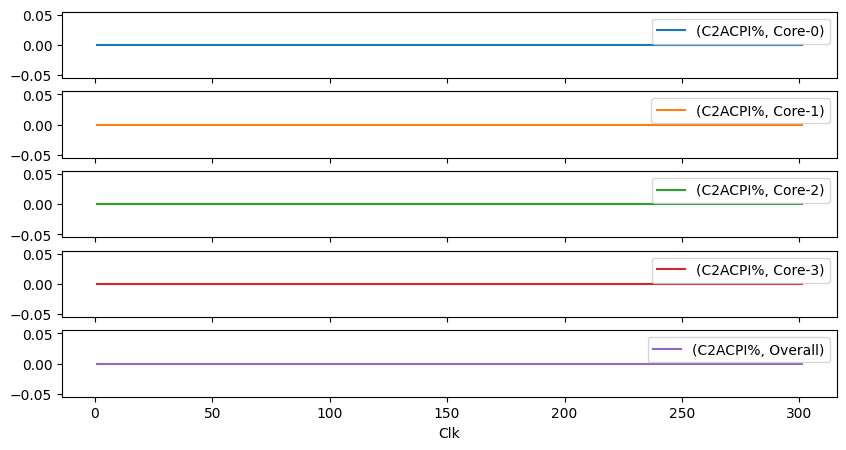 0.05
0.00
−0.05
(C2ACPI%, Core-0)
0.05
0.00
−0.05
(C2ACPI%, Core-1)
0.05
0.00
−0.05
(C2ACPI%, Core-2)
0.05
0.00
−0.05
(C2ACPI%, Core-3)
0.05
0.00
−0.05
(C2ACPI%, Overall)
0 50 100 150 200 250 300
Clk